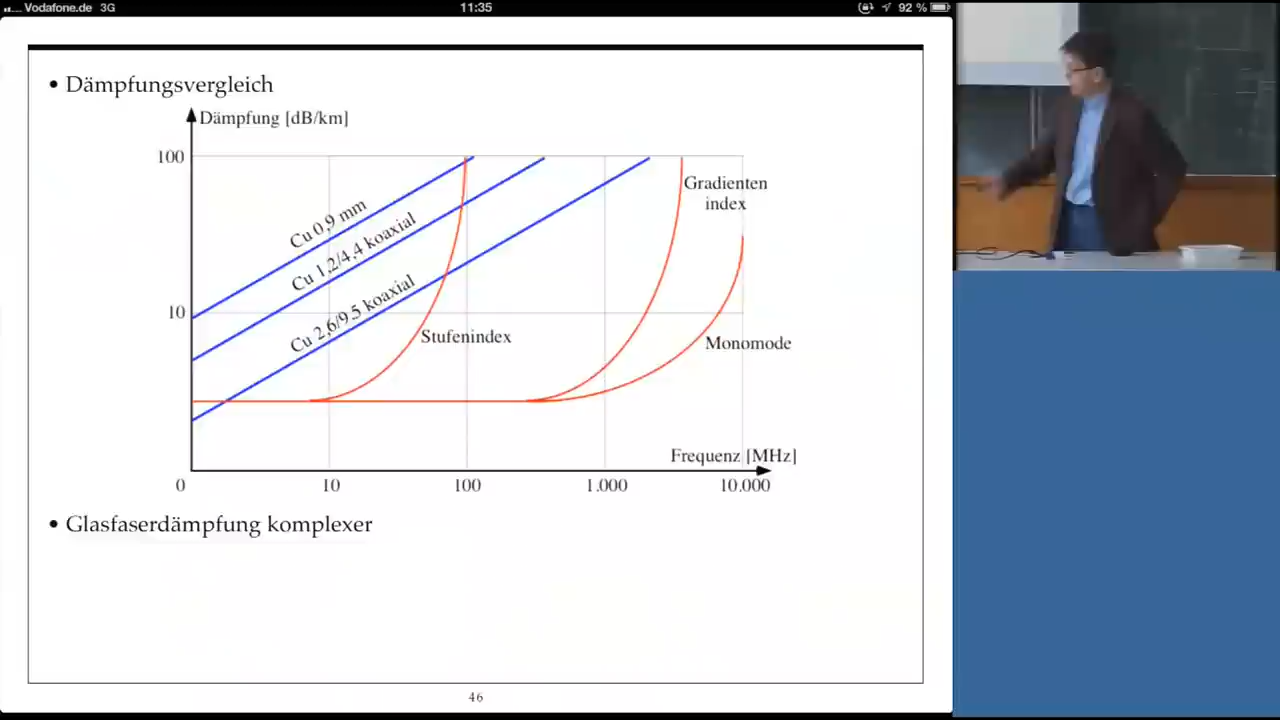 Vodafone.de 3G 11:35 92 %
• Dämpfungsvergleich
Dämpfung [dB/km]
100
Gradienten
index
Cu 0,9 mm
Cu 1,2/4,4 koaxial
Cu 2,6/9,5 koaxial
10
Stufenindex
Monomode
Frequenz [MHz]
0 10 100 1.000 10.000
• Glasfaserdämpfung komplexer
46